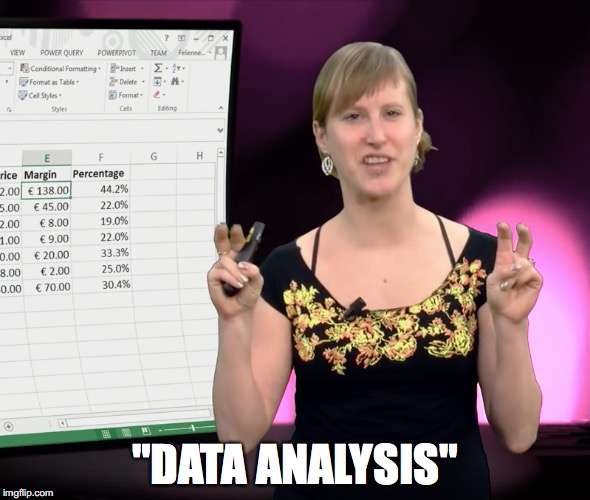 xcel
?
VIEW POWER QUERY POWERPIVOT TEAM Felienne...
Conditional Formatting Insert
Format as Table Delete
Cell Styles Format
Styles Cells Editing
E F G H
rice Margin Percentage
2.00 € 138.00 44.2%
5.00 € 45.00 22.0%
2.00 € 8.00 19.0%
1.00 € 9.00 22.0%
0.00 € 20.00 33.3%
8.00 € 2.00 25.0%
0.00 € 70.00 30.4%
"DATA ANALYSIS"
imgflip.com